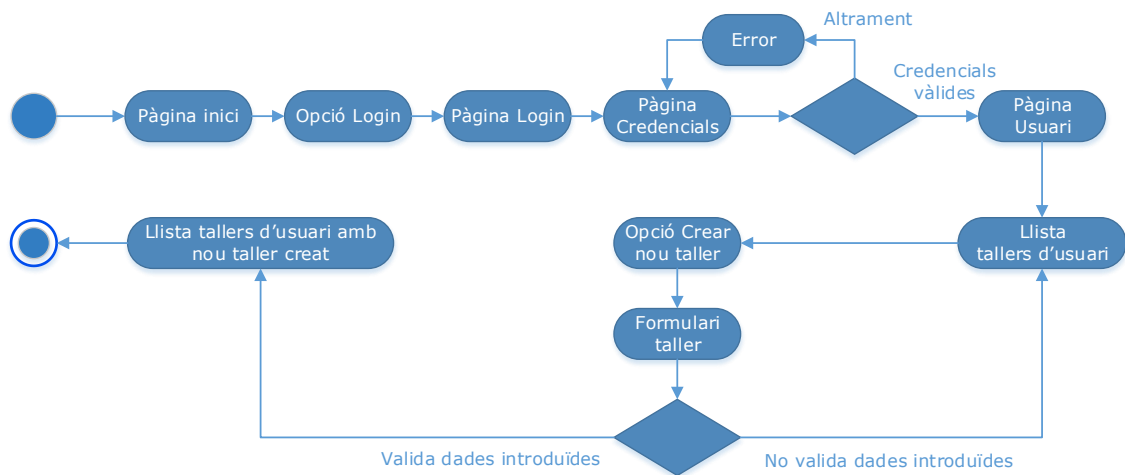 Altrament
Error
Credencials
vàlides
Pàgina inici
Opció Login
Pàgina Login
Pàgina
Credencials
Pàgina
Usuari
Llista tallers d’usuari amb
nou taller creat
Opció Crear
nou taller
Llista
tallers d’usuari
Formulari
taller
Valida dades introduïdes
No valida dades introduïdes